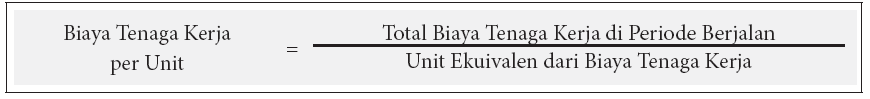 Biaya Tenaga Kerja
per Unit
=
Total Biaya Tenaga Kerja di Periode Berjalan
Unit Ekuivalen dari Biaya Tenaga Kerja